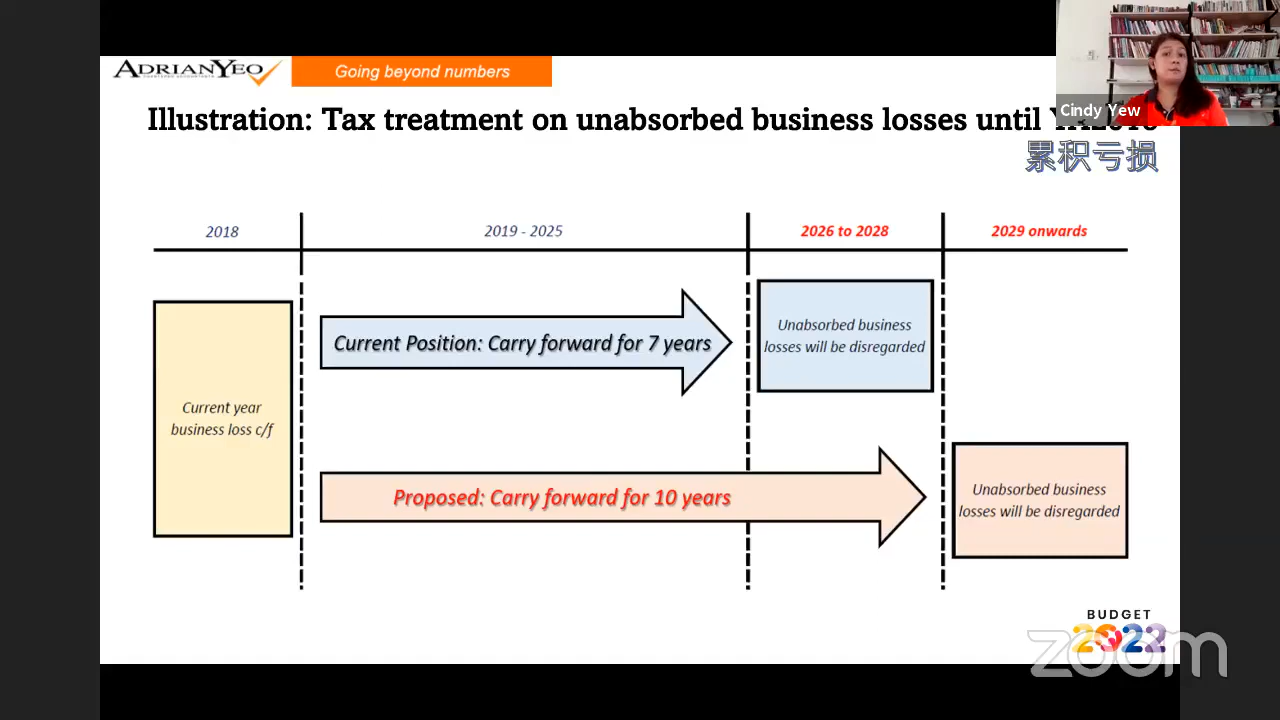 ADRIANYEO
Going beyond numbers
Cindy Yew
Illustration: Tax treatment on unabsorbed business losses until
累积亏损
2018
2019 - 2025
2026 to 2028
2029 onwards
Current year
business loss c/f
Current Position: Carry forward for 7 years
Unabsorbed business
losses will be disregarded
Proposed: Carry forward for 10 years
Unabsorbed business
losses will be disregarded
BUDGET
2022
zoom